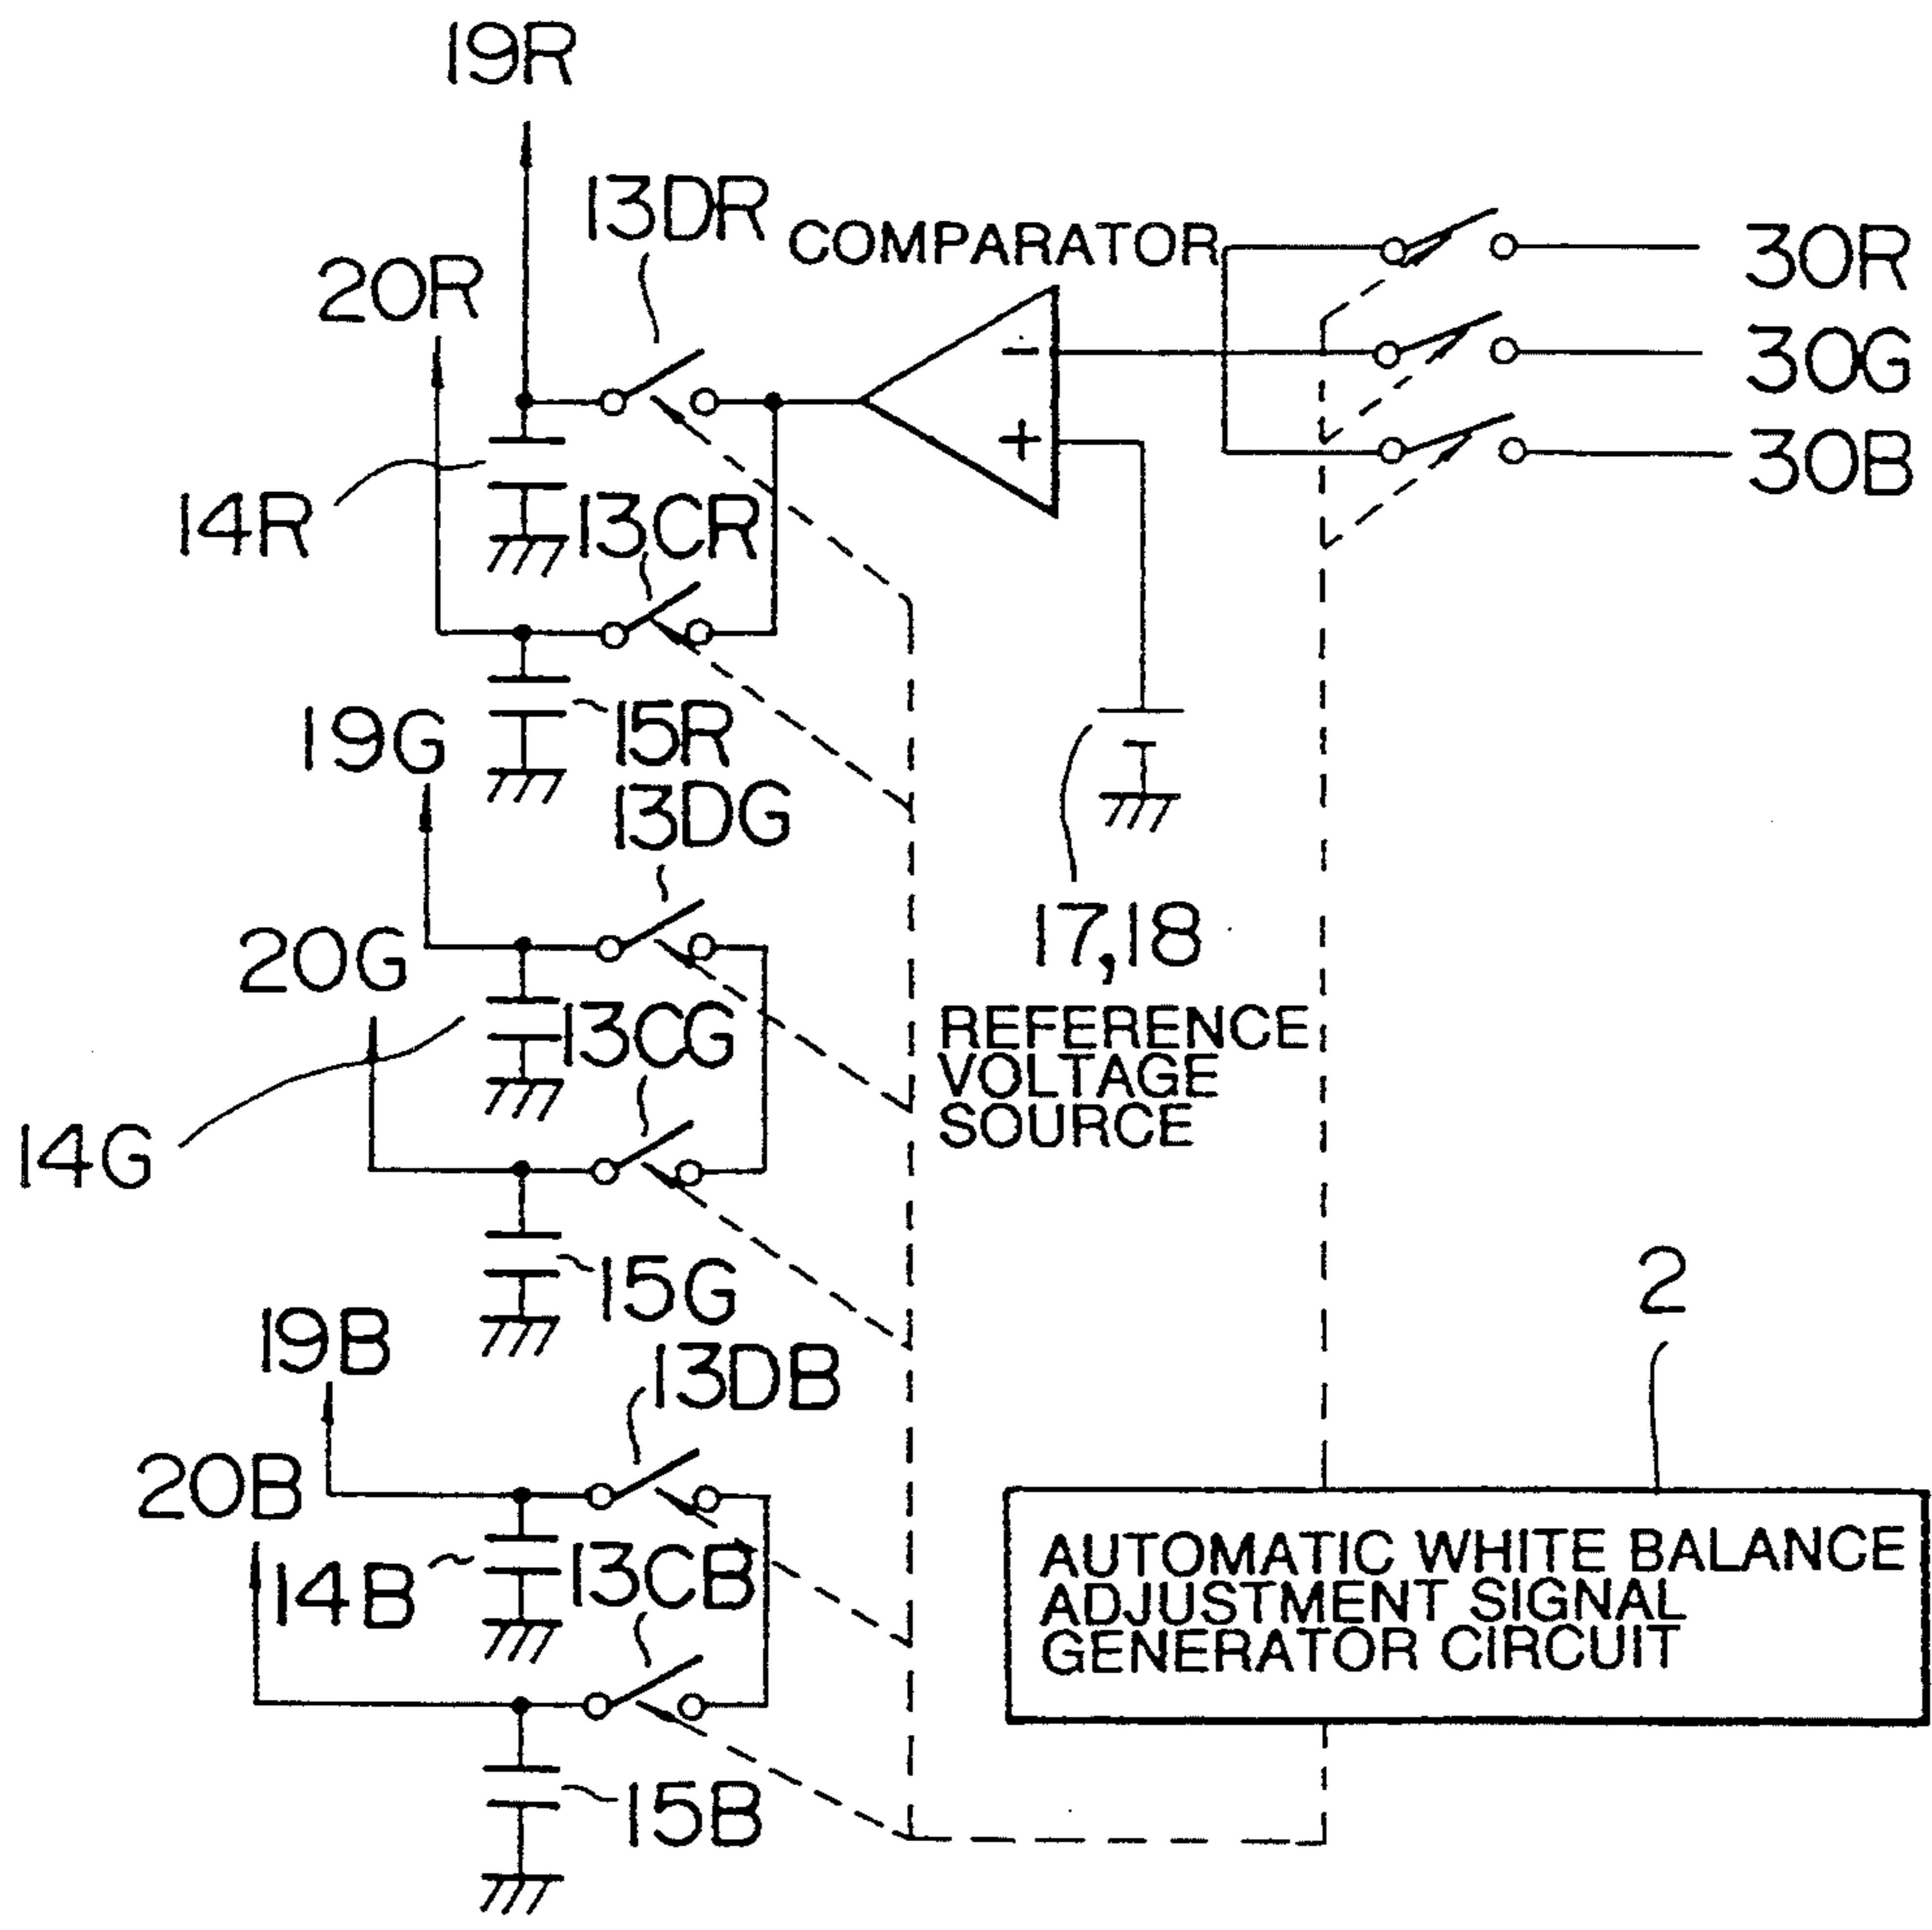 19R
13DR
COMPARATOR
20R
30R
30G
30B
-
+
14R
13CR
15R
19G
13DG
17,18
REFERENCE
VOLTAGE
SOURCE
20G
13CG
14G
15G
2
19B
13DB
20B
14B
13CB
AUTOMATIC WHITE BALANCE
ADJUSTMENT SIGNAL
GENERATOR CIRCUIT
15B